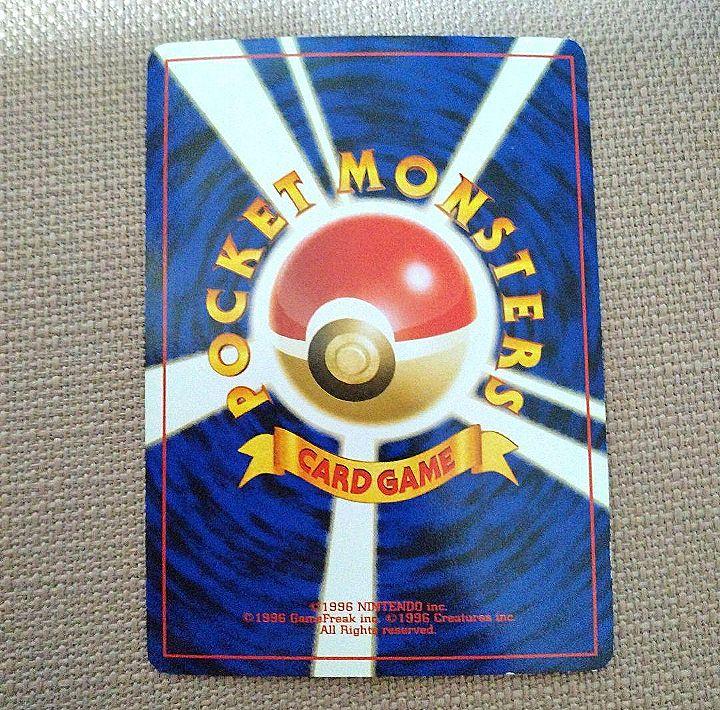 POCKET MONSTERS
CARD GAME
©1996 NINTENDO inc.
©1996 GameFreak inc. ©1996 Creatures inc.
All Rights reserved.